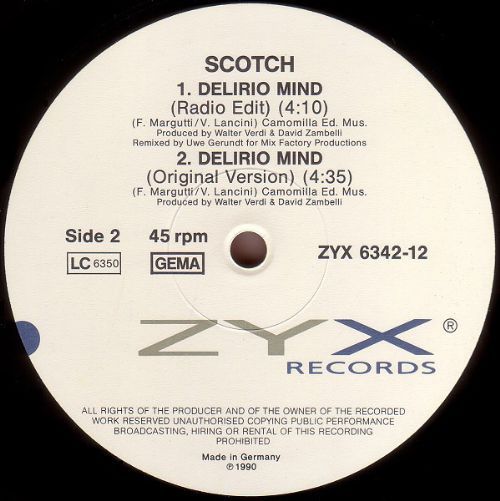 SCOTCH
1. DELIRIO MIND
(Radio Edit) (4:10)
(F. Margutti/V. Lancini) Camomilla Ed. Mus.
Produced by Walter Verdi & David Zambelli
Remixed by Uwe Gerundt for Mix Factory Productions
2. DELIRIO MIND
(Original Version) (4:35)
(F. Margutti/V. Lancini) Camomilla Ed. Mus.
Produced by Walter Verdi & David Zambelli
Side 2 45 rpm ZYX 6342-12
LC 6350 GEMA
ZYX ®
RECORDS
ALL RIGHTS OF THE PRODUCER AND OF THE OWNER OF THE RECORDED
WORK RESERVED UNAUTHORISED COPYING PUBLIC PERFORMANCE
BROADCASTING, HIRING OR RENTAL OF THIS RECORDING
PROHIBITED
Made in Germany
℗ 1990